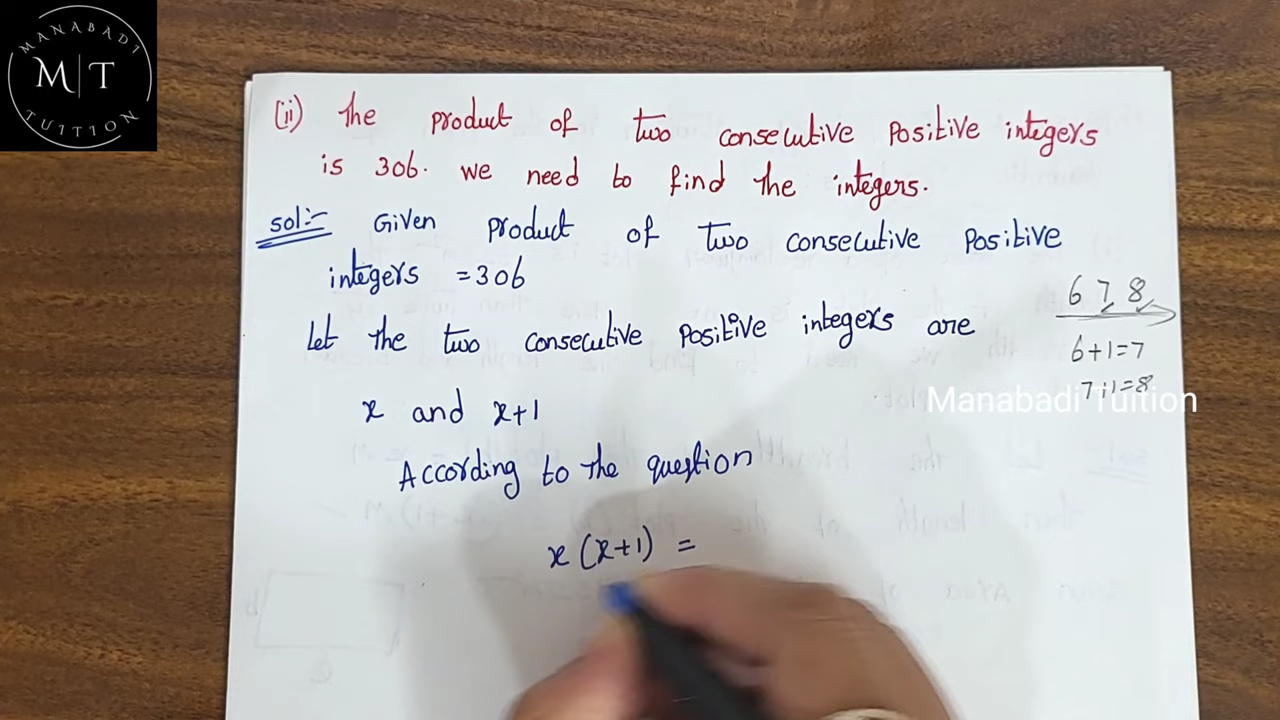 MANABADI
M|T
TUITION
(ii) The product of two consecutive positive integers
is 306. we need to find the integers.
Sol:- Given product of two consecutive positive
integers = 306
6 7 8
Let the two consecutive positive integers are
6+1=7
7+1=8
Manabadi Tuition
x and x+1
According to the question
x (x+1) =